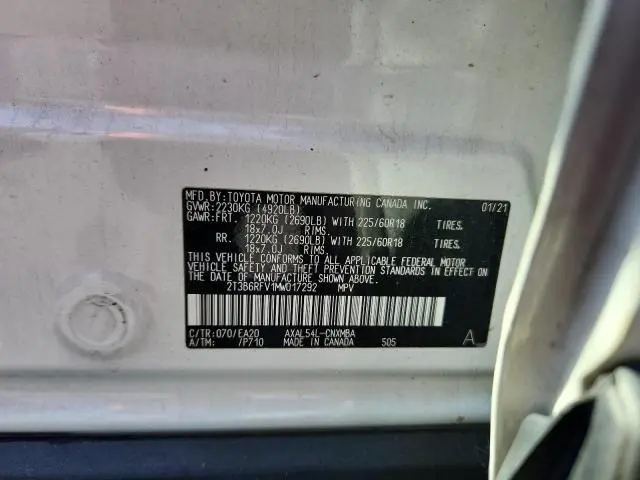 MFD.BY:TOYOTA MOTOR MANUFACTURING CANADA INC. 01/21
GVWR:2230KG (4920LB)
GAWR:FRT. 1220KG (2690LB) WITH 225/60R18 TIRES.
18x7.0J RIMS.
RR. 1220KG (2690LB) WITH 225/60R18 TIRES.
18x7.0J RIMS.
THIS VEHICLE CONFORMS TO ALL APPLICABLE FEDERAL MOTOR
VEHICLE SAFETY AND THEFT PREVENTION STANDARDS IN EFFECT ON
THE DATE OF MANUFACTURE SHOWN ABOVE.
2T3B6RFV1MW017292 MPV
C/TR:070/EA20 AXAL54L-CNXMBA
A/TM: /P710 MADE IN CANADA 505 A